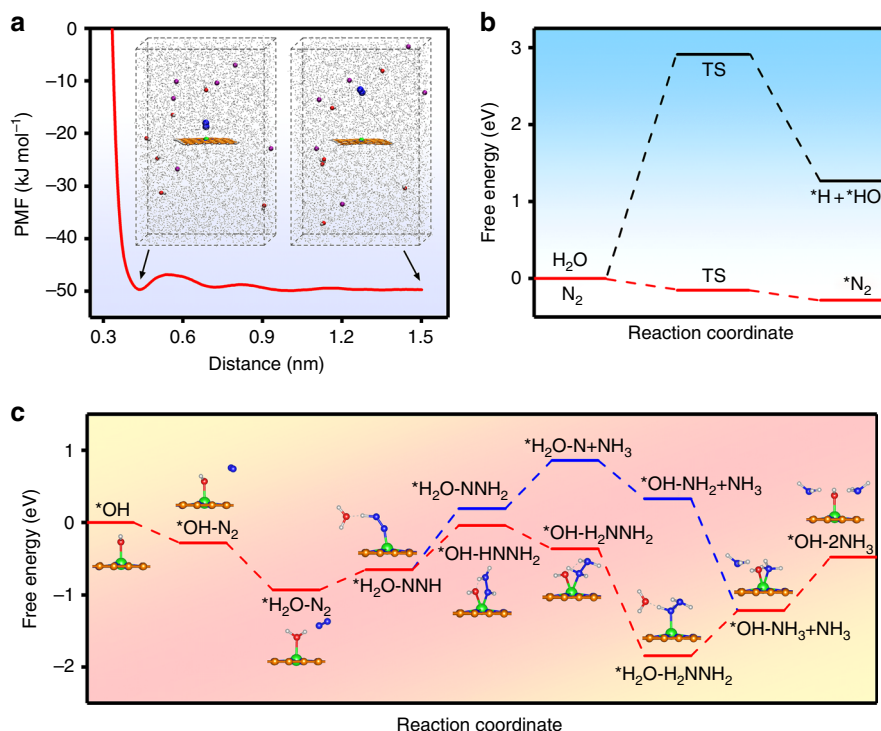 a
0
−10
−20
−30
−40
−50
PMF (kJ mol⁻¹)
0.3 0.6 0.9 1.2 1.5
Distance (nm)
b
3
2
1
0
Free energy (eV)
TS
*H + *HO
H₂O
N₂
TS
*N₂
Reaction coordinate
c
1
0
−1
−2
Free energy (eV)
*OH
*OH-N₂
*H₂O-N₂
*H₂O-NNH
*H₂O-NNH₂
*OH-HNNH₂
*H₂O-N+NH₃
*OH-H₂NNH₂
*OH-NH₂+NH₃
*H₂O-H₂NNH₂
*OH-NH₃+NH₃
*OH-2NH₃
Reaction coordinate